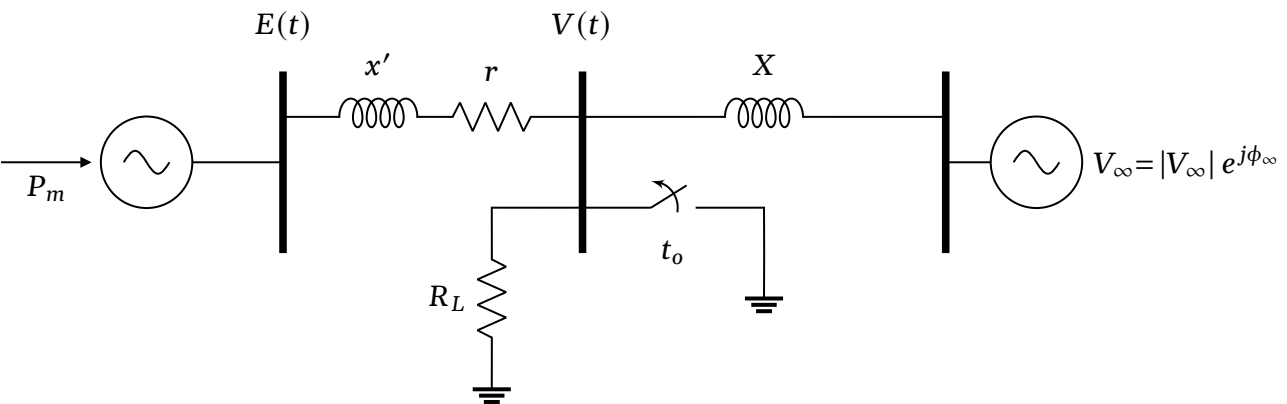 E(t)
V(t)
x′
r
X
P_m
V_∞=|V_∞| e^{jϕ_∞}
t_o
R_L